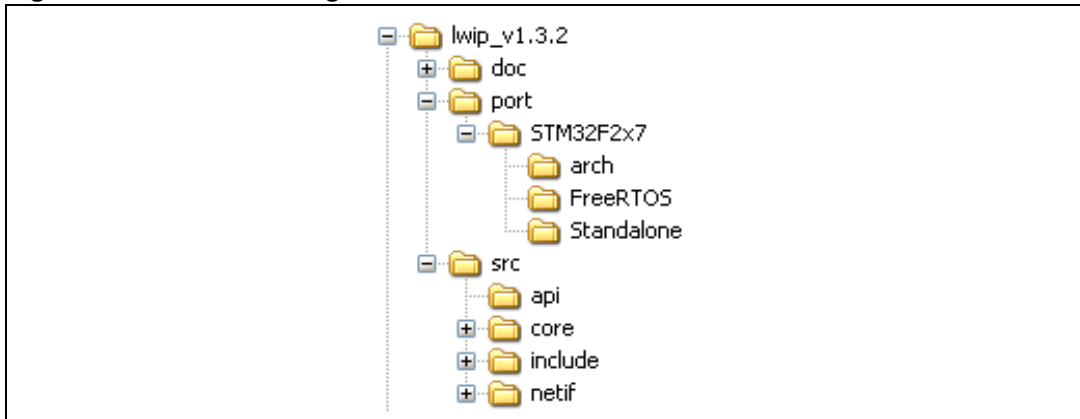 lwip_v1.3.2
doc
port
STM32F2x7
arch
FreeRTOS
Standalone
src
api
core
include
netif